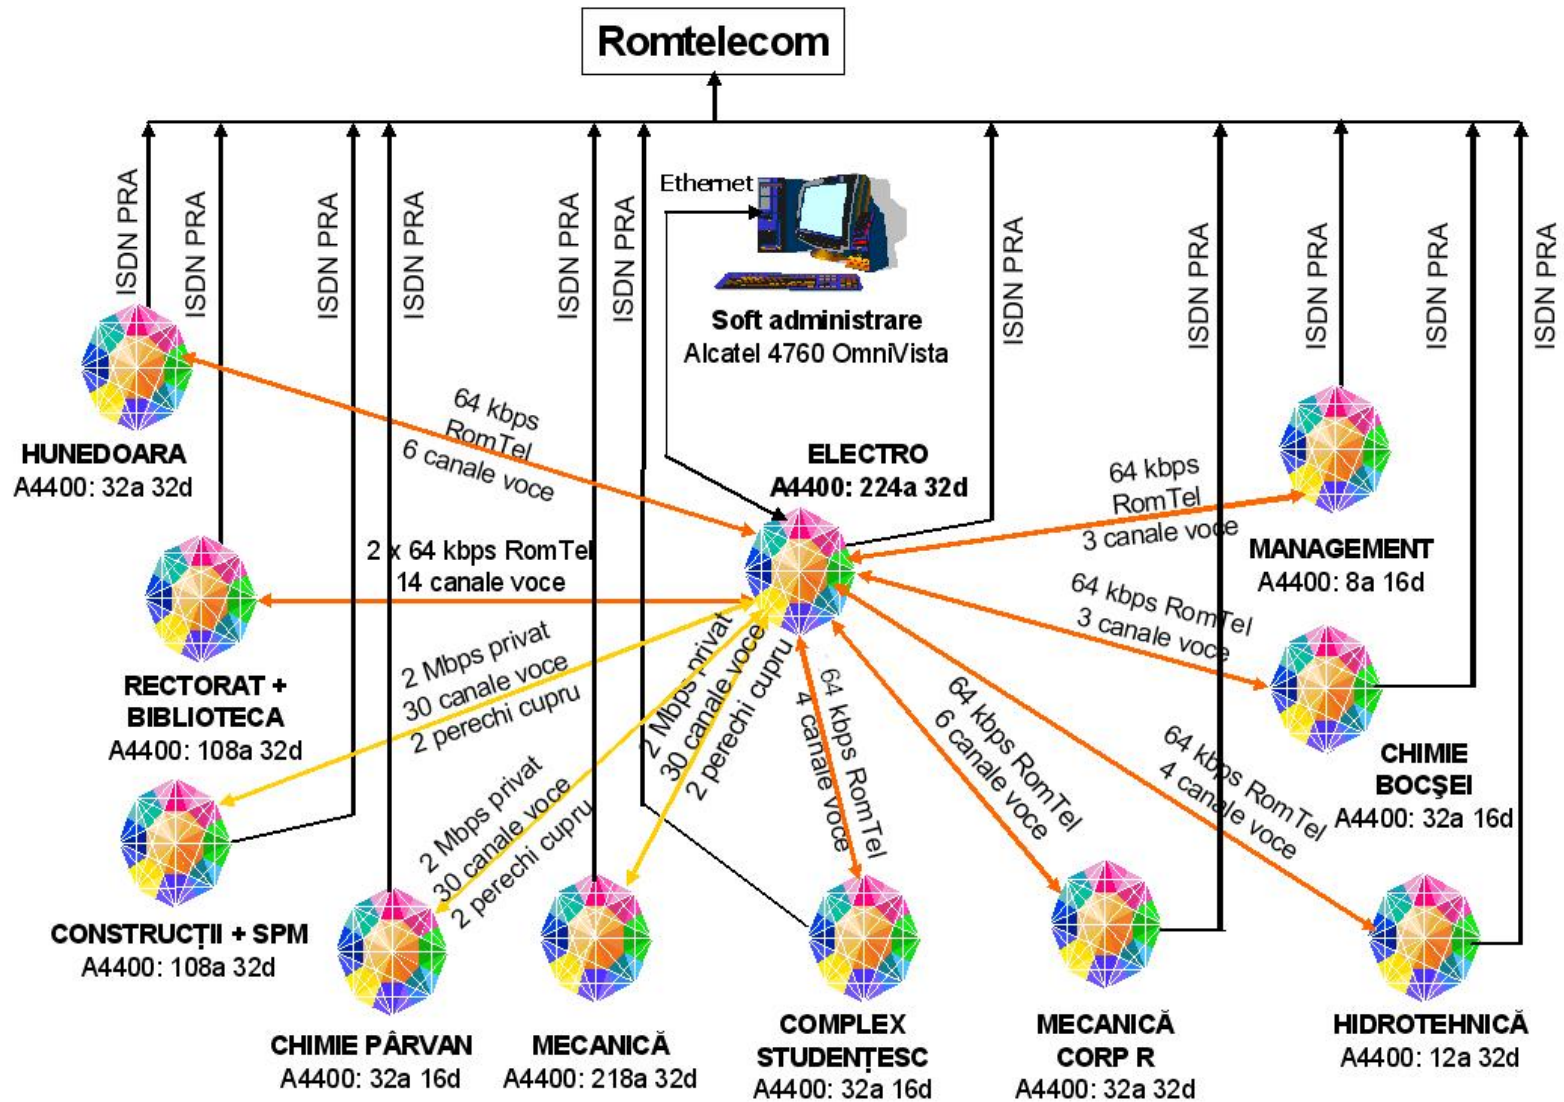 Romtelecom
ISDN PRA
ISDN PRA
ISDN PRA
ISDN PRA
ISDN PRA
ISDN PRA
ISDN PRA
ISDN PRA
ISDN PRA
ISDN PRA
ISDN PRA
Ethernet
Soft administrare
Alcatel 4760 OmniVista
HUNEDOARA
A4400: 32a 32d
64 kbps
RomTel
6 canale voce
ELECTRO
A4400: 224a 32d
64 kbps
RomTel
3 canale voce
MANAGEMENT
A4400: 8a 16d
2 x 64 kbps RomTel
14 canale voce
RECTORAT +
BIBLIOTECA
A4400: 108a 32d
2 Mbps privat
30 canale voce
2 perechi cupru
64 kbps RomTel
3 canale voce
CHIMIE
BOCŞEI
A4400: 32a 16d
CONSTRUCŢII + SPM
A4400: 108a 32d
2 Mbps privat
30 canale voce
2 perechi cupru
2 Mbps privat
30 canale voce
2 perechi cupru
64 kbps RomTel
4 canale voce
64 kbps RomTel
6 canale voce
64 kbps RomTel
4 canale voce
CHIMIE PÂRVAN
A4400: 32a 16d
MECANICĂ
A4400: 218a 32d
COMPLEX
STUDENŢESC
A4400: 32a 16d
MECANICĂ
CORP R
A4400: 32a 32d
HIDROTEHNICĂ
A4400: 12a 32d